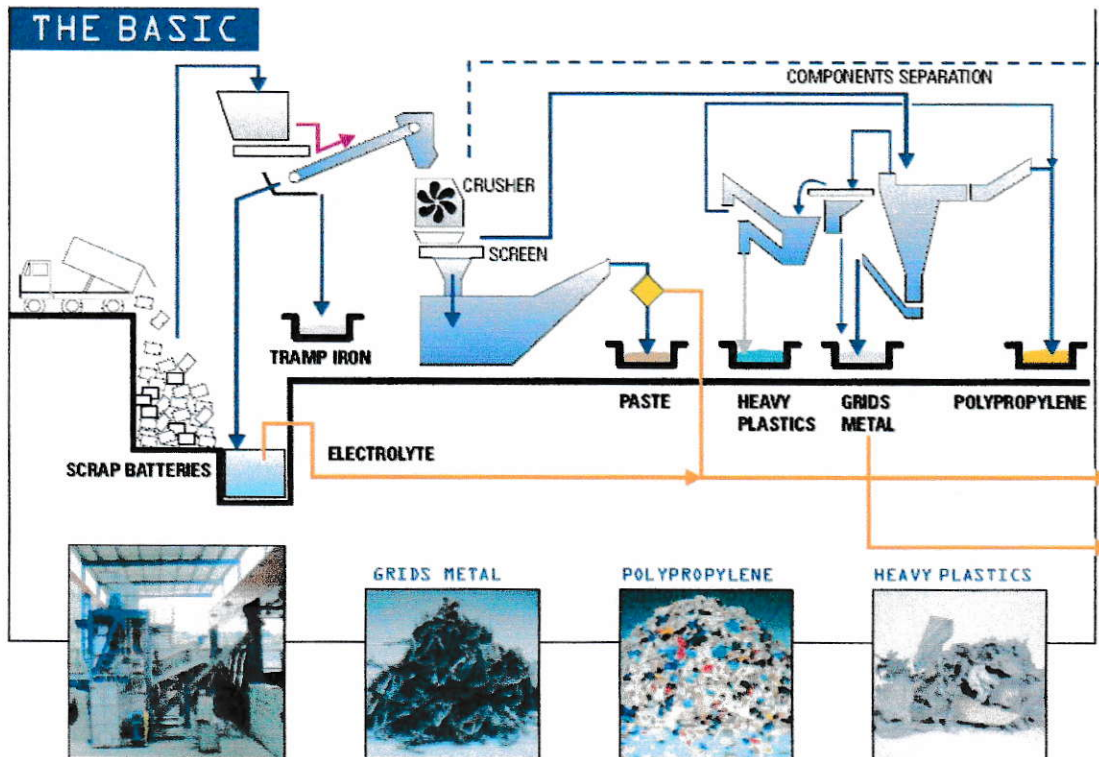 THE BASIC
COMPONENTS SEPARATION
CRUSHER
SCREEN
TRAMP IRON
PASTE
HEAVY
PLASTICS
GRIDS
METAL
POLYPROPYLENE
SCRAP BATTERIES
ELECTROLYTE
GRIDS METAL
POLYPROPYLENE
HEAVY PLASTICS